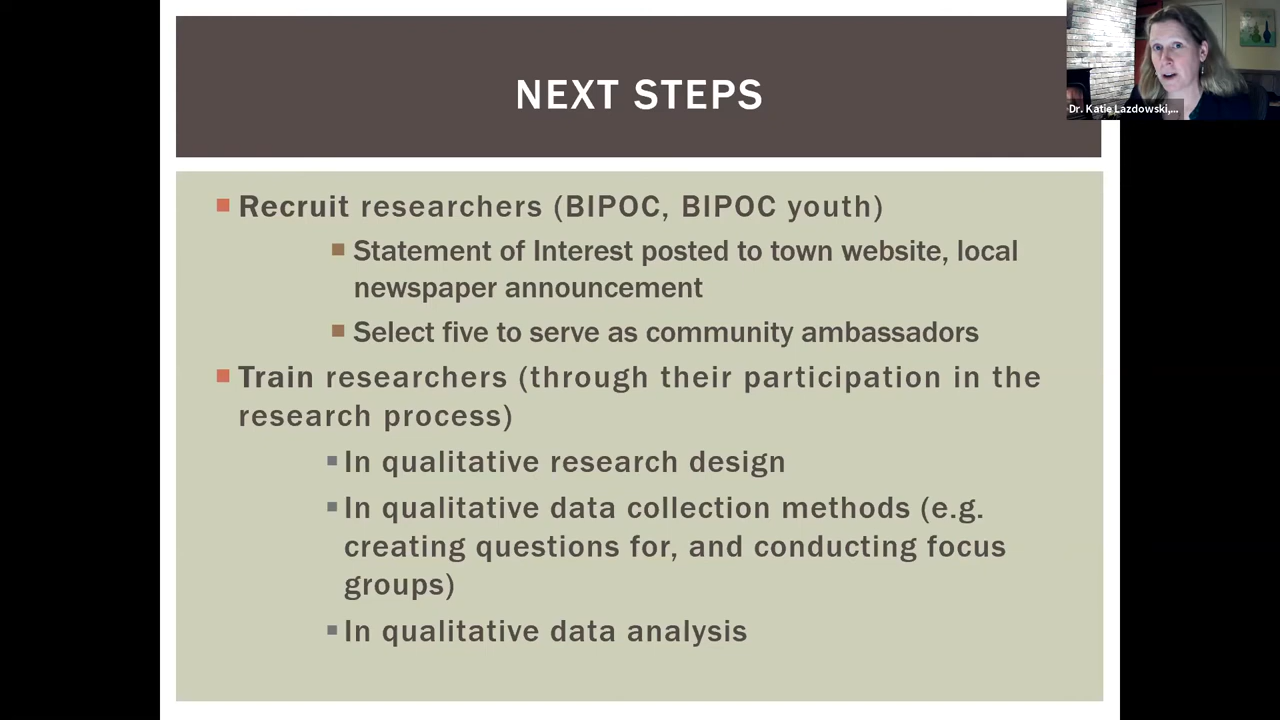 NEXT STEPS
Dr. Katie Lazdowski,...
Recruit researchers (BIPOC, BIPOC youth)
Statement of Interest posted to town website, local
newspaper announcement
Select five to serve as community ambassadors
Train researchers (through their participation in the
research process)
In qualitative research design
In qualitative data collection methods (e.g.
creating questions for, and conducting focus
groups)
In qualitative data analysis